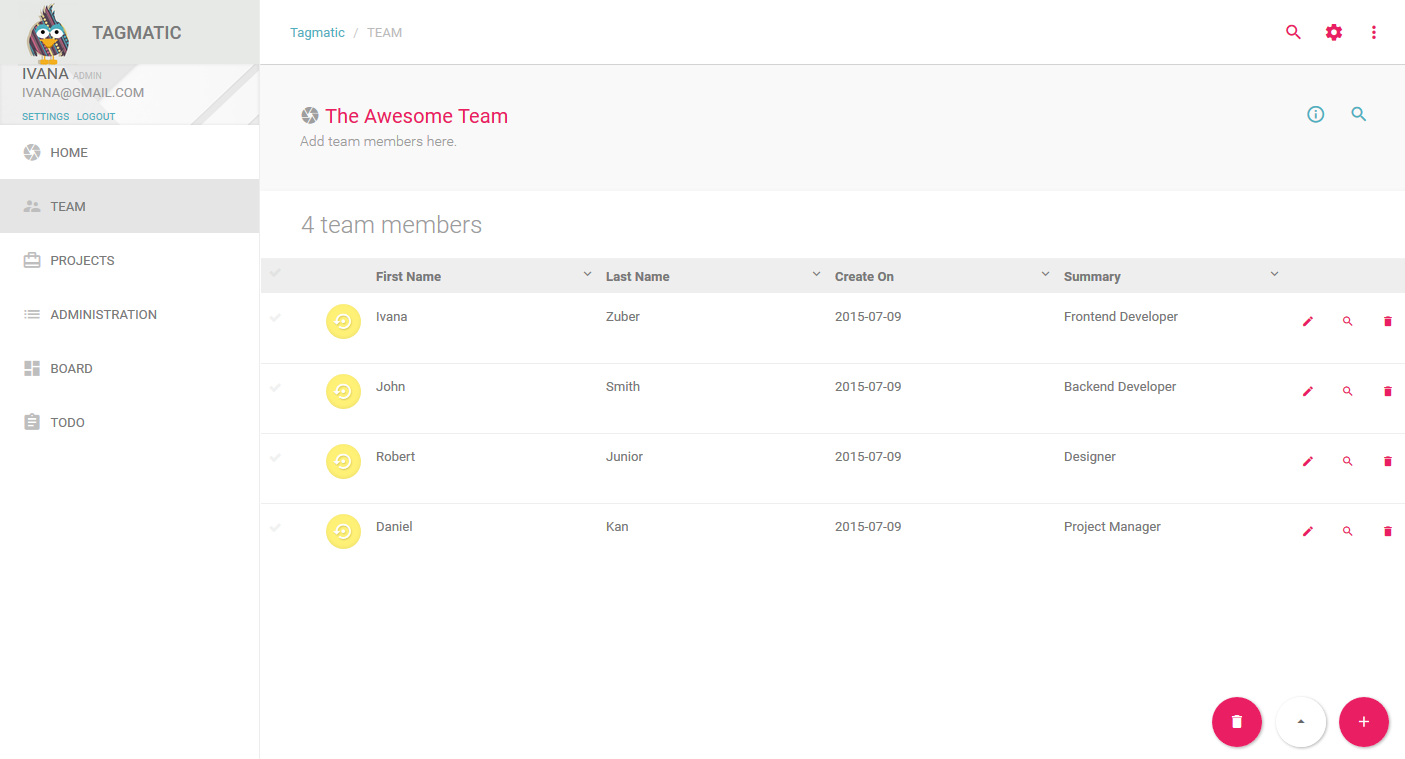 TAGMATIC
IVANA ADMIN
IVANA@GMAIL.COM
SETTINGS LOGOUT
HOME
TEAM
PROJECTS
ADMINISTRATION
BOARD
TODO
Tagmatic / TEAM
The Awesome Team
Add team members here.
4 team members
First Name Last Name Create On Summary
Ivana Zuber 2015-07-09 Frontend Developer
John Smith 2015-07-09 Backend Developer
Robert Junior 2015-07-09 Designer
Daniel Kan 2015-07-09 Project Manager